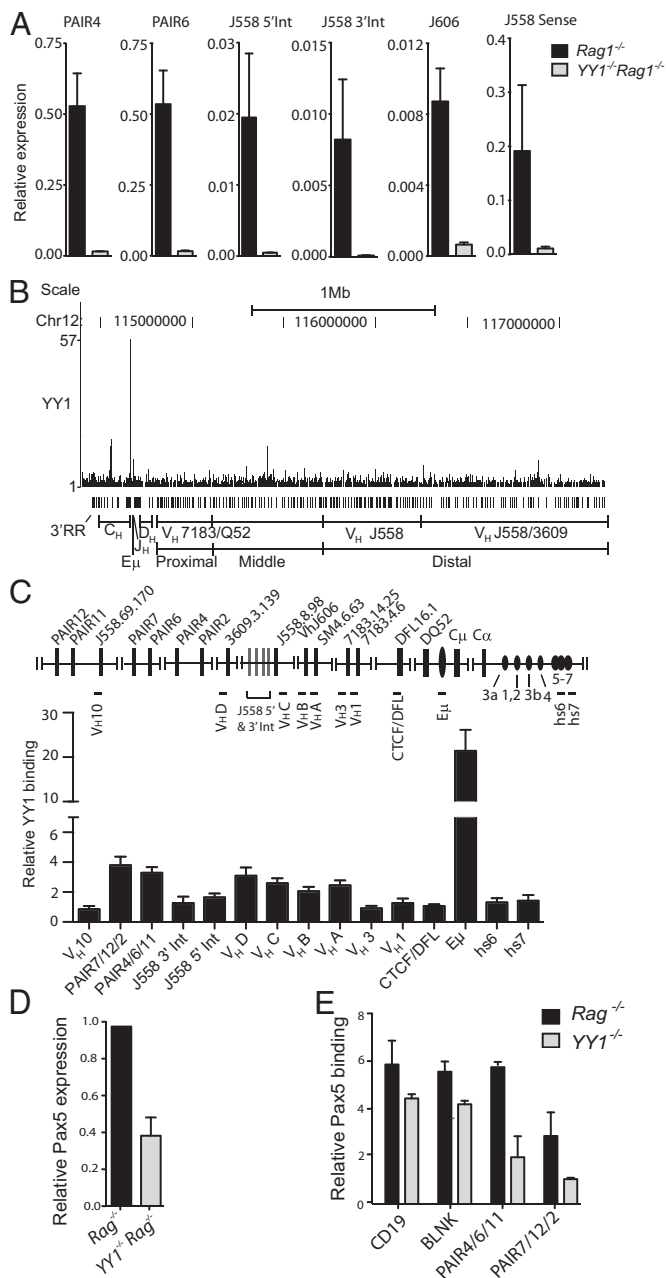 A
PAIR4 PAIR6 J558 5'Int J558 3'Int J606 J558 Sense
Relative expression
0.75 0.50 0.25 0.00
0.75 0.50 0.25 0.00
0.03 0.02 0.01 0.00
0.015 0.010 0.005 0.000
0.012 0.008 0.004 0.000
0.4 0.3 0.2 0.1 0.0
Rag1-/-
YY1-/-Rag1-/-
B
Scale 1Mb
Chr12: 115000000 116000000 117000000
57
YY1
1
3'RR CH Eμ JH DH VH 7183/Q52 VH J558 VH J558/3609
Proximal Middle Distal
C
PAIR12 PAIR11 J558.69.170 PAIR7 PAIR6 PAIR4 PAIR2 3609.3.139 J558.8.98 VHJ606 SM4.6.63 7183.14.25 7183.4.6 DFL16.1 DQ52 Cμ Cα
3a 1,2 3b 4 5-7
VH10 VHD J558 5' & 3' Int VHC VHB VHA VH3 VH1 CTCF/DFL Eμ hs6 hs7
Relative YY1 binding
30 20 10
6 4 2 0
VH10 PAIR7/12/2 PAIR4/6/11 J558 3' Int J558 5' Int VH D VH C VH B VH A VH 3 VH 1 CTCF/DFL Eμ hs6 hs7
D
Relative Pax5 expression
1.0 0.8 0.6 0.4 0.2 0.0
Rag-/- YY1-/- Rag-/-
E
Rag -/-
YY1-/-
Relative Pax5 binding
8 6 4 2 0
CD19 BLNK PAIR4/6/11 PAIR7/12/2